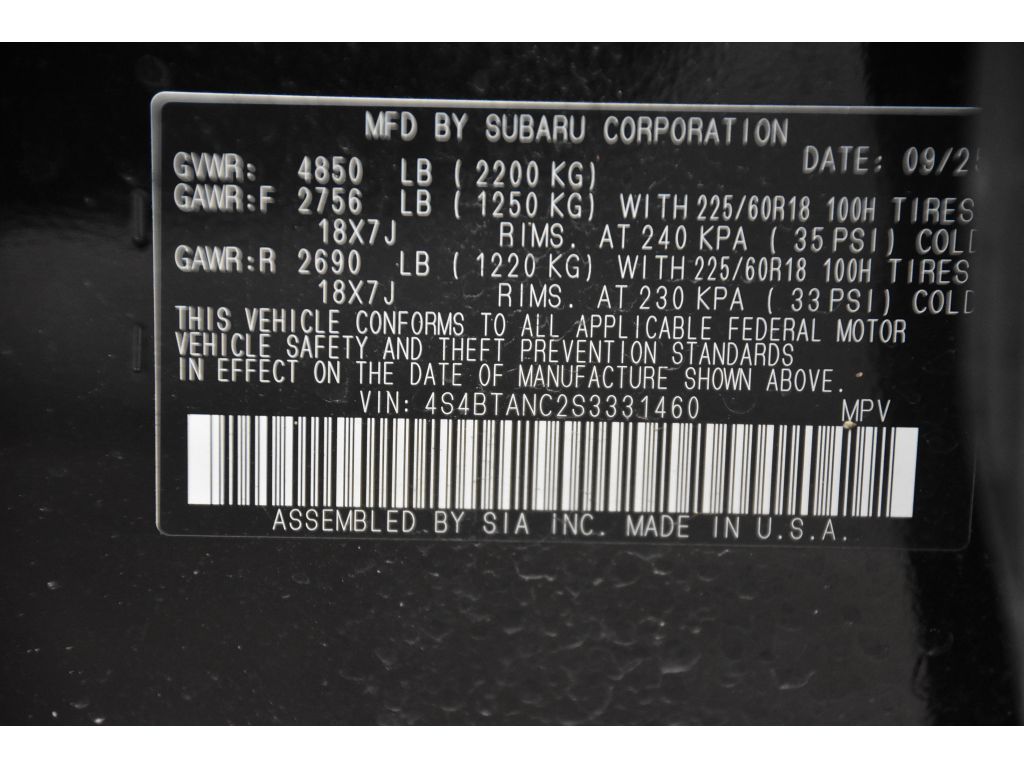 MFD BY SUBARU CORPORATION
DATE: 09/25
GVWR: 4850 LB ( 2200 KG)
GAWR:F 2756 LB ( 1250 KG) WITH 225/60R18 100H TIRES
18X7J RIMS. AT 240 KPA ( 35 PSI) COLD
GAWR:R 2690 LB ( 1220 KG) WITH 225/60R18 100H TIRES
18X7J RIMS. AT 230 KPA ( 33 PSI) COLD
THIS VEHICLE CONFORMS TO ALL APPLICABLE FEDERAL MOTOR
VEHICLE SAFETY AND THEFT PREVENTION STANDARDS
IN EFFECT ON THE DATE OF MANUFACTURE SHOWN ABOVE.
VIN: 4S4BTANC2S3331460 MPV
ASSEMBLED BY SIA INC. MADE IN U.S.A.